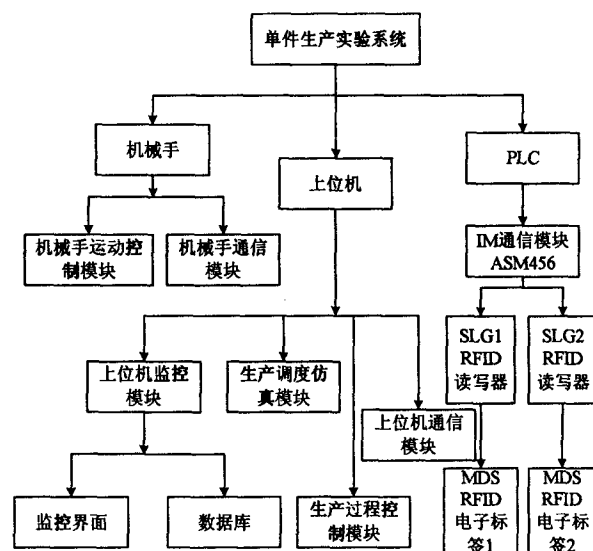 单件生产实验系统
机械手
上位机
PLC
机械手运动控
制模块
机械手通信
模块
IM通信模块
ASM456
SLG1
RFID
读写器
SLG2
RFID
读写器
上位机监控
模块
生产调度仿
真模块
上位机通信
模块
监控界面
数据库
生产过程控
制模块
MDS
RFID
电子标
签1
MDS
RFID
电子标
签2